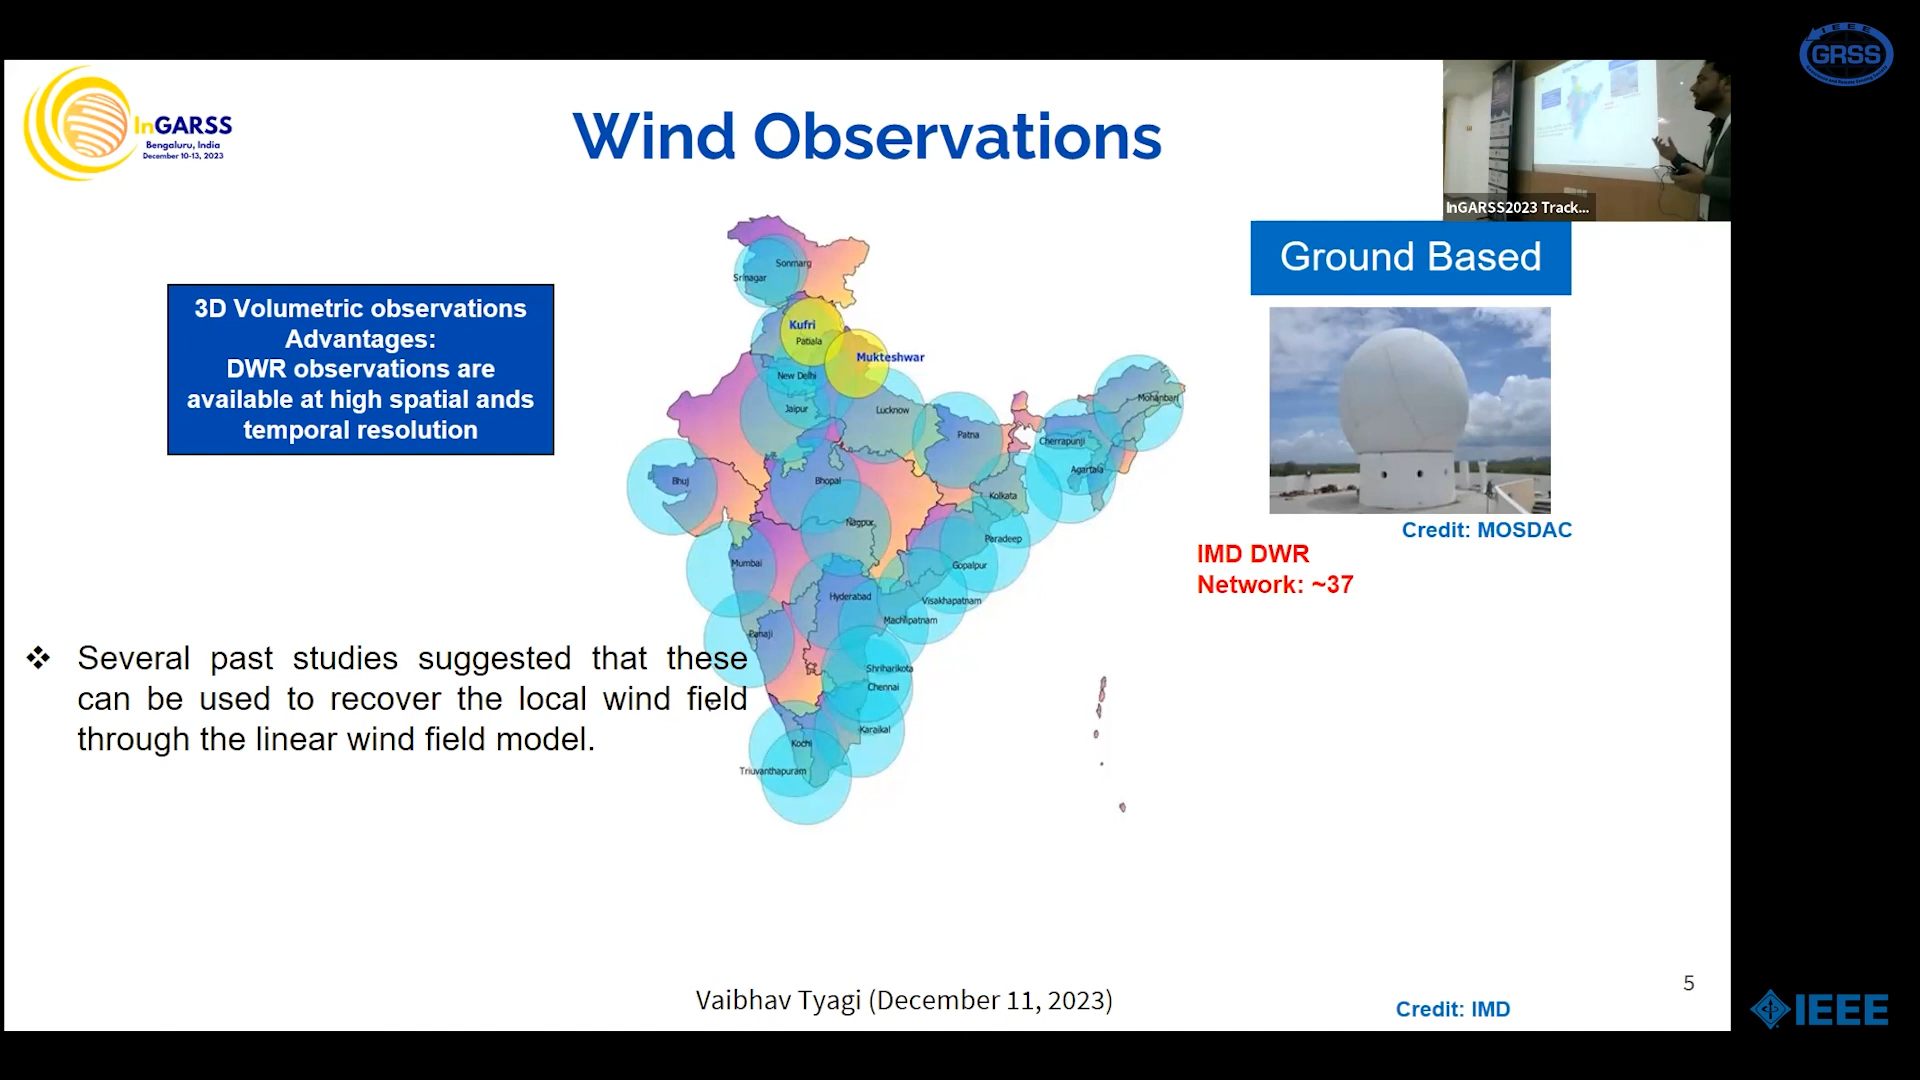 IEEE
GRSS
InGARSS
Bengaluru, India
December 10-13, 2023
Wind Observations
InGARSS2023 Track...
Ground Based
3D Volumetric observations
Advantages:
DWR observations are
available at high spatial ands
temporal resolution
Sonmarg
Srinagar
Kufri
Patiala
Mukteshwar
New Delhi
Jaipur
Lucknow
Mohanbari
Patna
Cherrapunji
Agartala
Bhuj
Bhopal
Kolkata
Nagpur
Paradeep
Mumbai
Gopalpur
Hyderabad
Visakhapatnam
Machlipatnam
Panaji
Shriharikota
Chennai
Karaikal
Kochi
Triuvanthapuram
Credit: MOSDAC
IMD DWR
Network: ~37
❖ Several past studies suggested that these
can be used to recover the local wind field
through the linear wind field model.
5
Vaibhav Tyagi (December 11, 2023)
Credit: IMD
IEEE